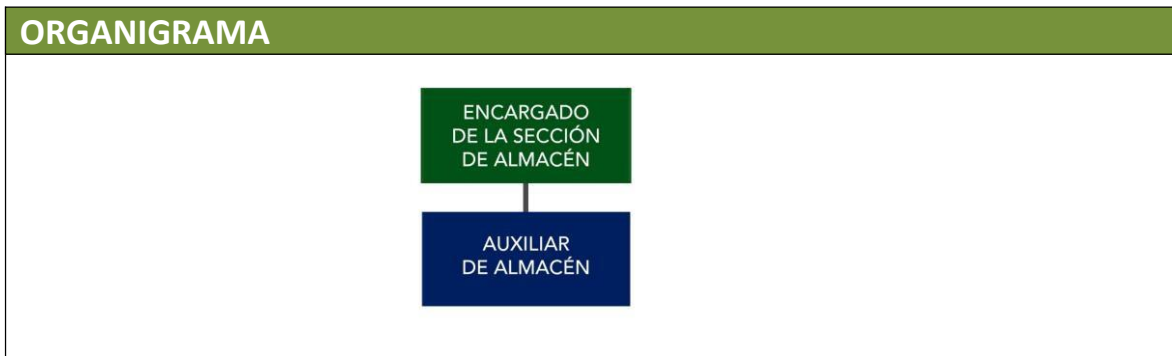 ORGANIGRAMA
ENCARGADO
DE LA SECCIÓN
DE ALMACÉN
AUXILIAR
DE ALMACÉN